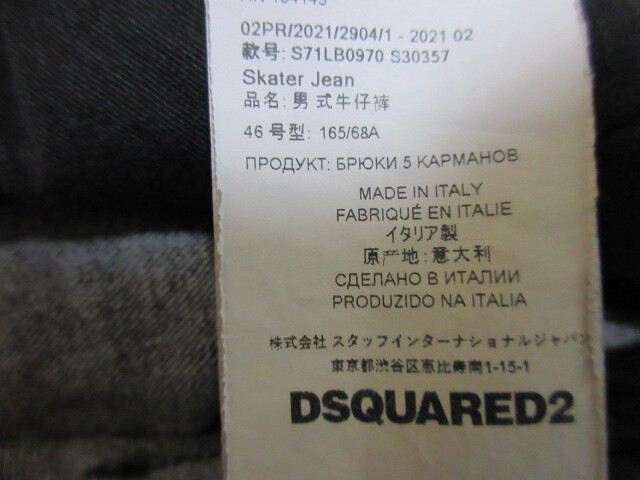 02PR/2021/2904/1 - 2021 02
款号: S71LB0970 S30357
Skater Jean
品名: 男 式牛仔裤
46 号型: 165/68A
ПРОДУКТ: БРЮКИ 5 КАРМАНОВ
MADE IN ITALY
FABRIQUÉ EN ITALIE
イタリア製
原产地: 意大利
СДЕЛАНО В ИТАЛИИ
PRODUZIDO NA ITALIA
株式会社 スタッフインターナショナルジャパン
東京都渋谷区恵比寿南1-15-1
DSQUARED2